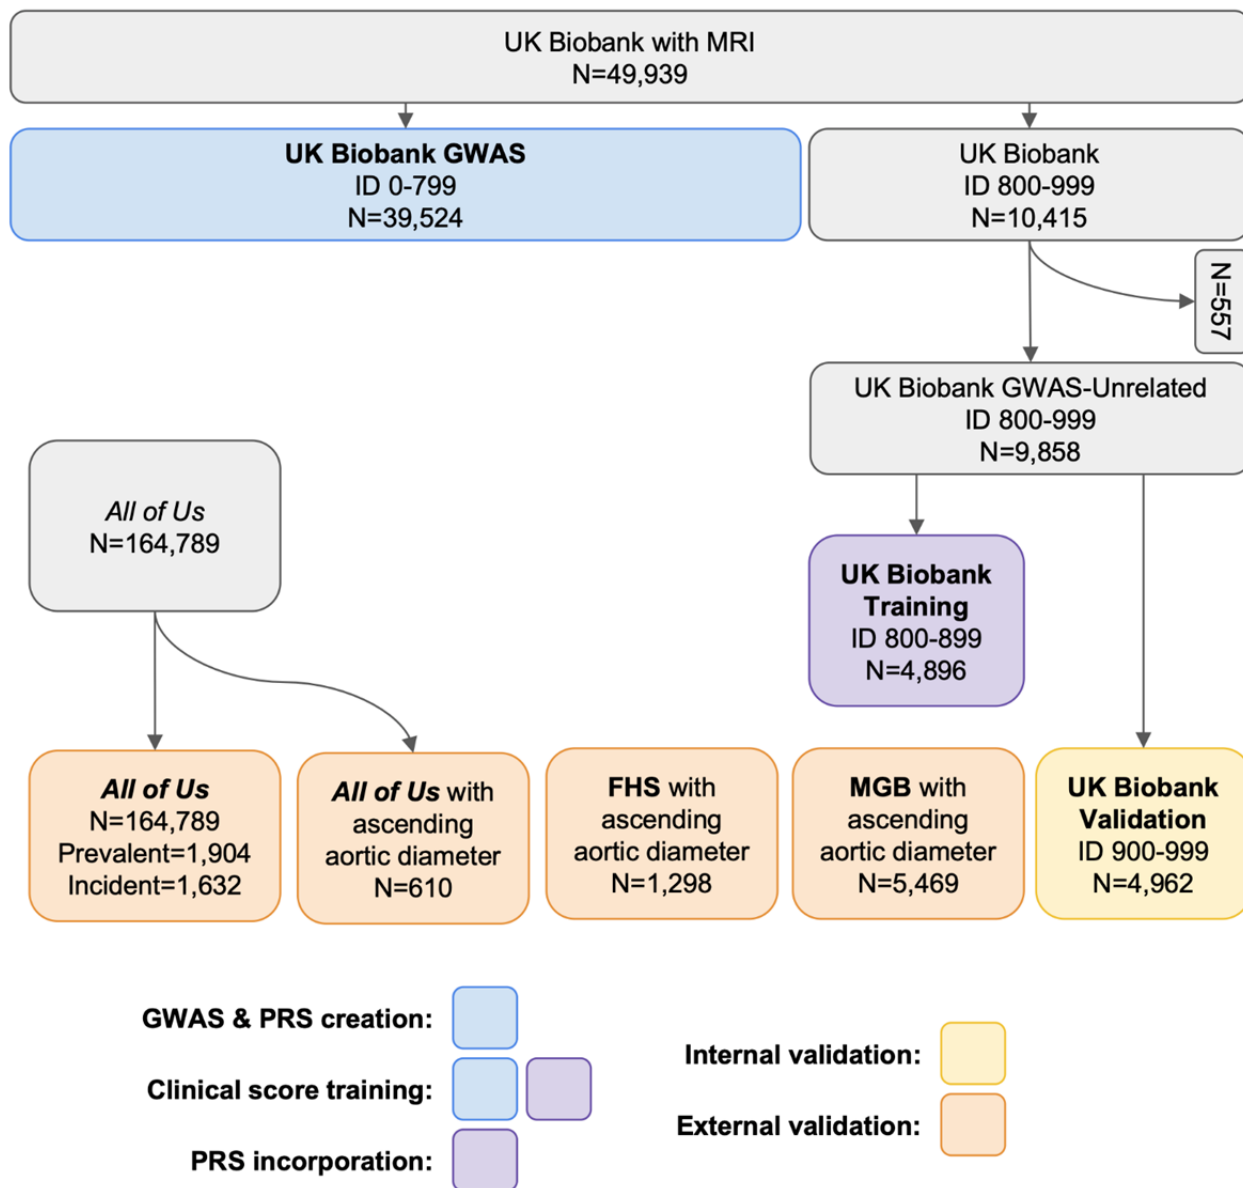 UK Biobank with MRI
N=49,939
UK Biobank GWAS
ID 0-799
N=39,524
UK Biobank
ID 800-999
N=10,415
N=557
UK Biobank GWAS-Unrelated
ID 800-999
N=9,858
All of Us
N=164,789
UK Biobank
Training
ID 800-899
N=4,896
All of Us
N=164,789
Prevalent=1,904
Incident=1,632
All of Us with
ascending
aortic diameter
N=610
FHS with
ascending
aortic diameter
N=1,298
MGB with
ascending
aortic diameter
N=5,469
UK Biobank
Validation
ID 900-999
N=4,962
GWAS & PRS creation:
Clinical score training:
PRS incorporation:
Internal validation:
External validation: